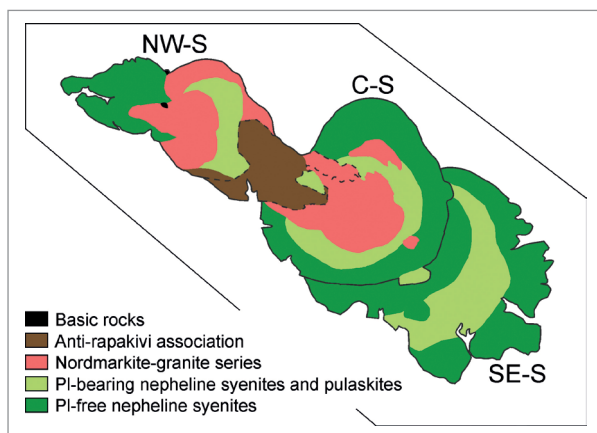 NW-S
C-S
Basic rocks
Anti-rapakivi association
Nordmarkite-granite series
Pl-bearing nepheline syenites and pulaskites
Pl-free nepheline syenites
SE-S